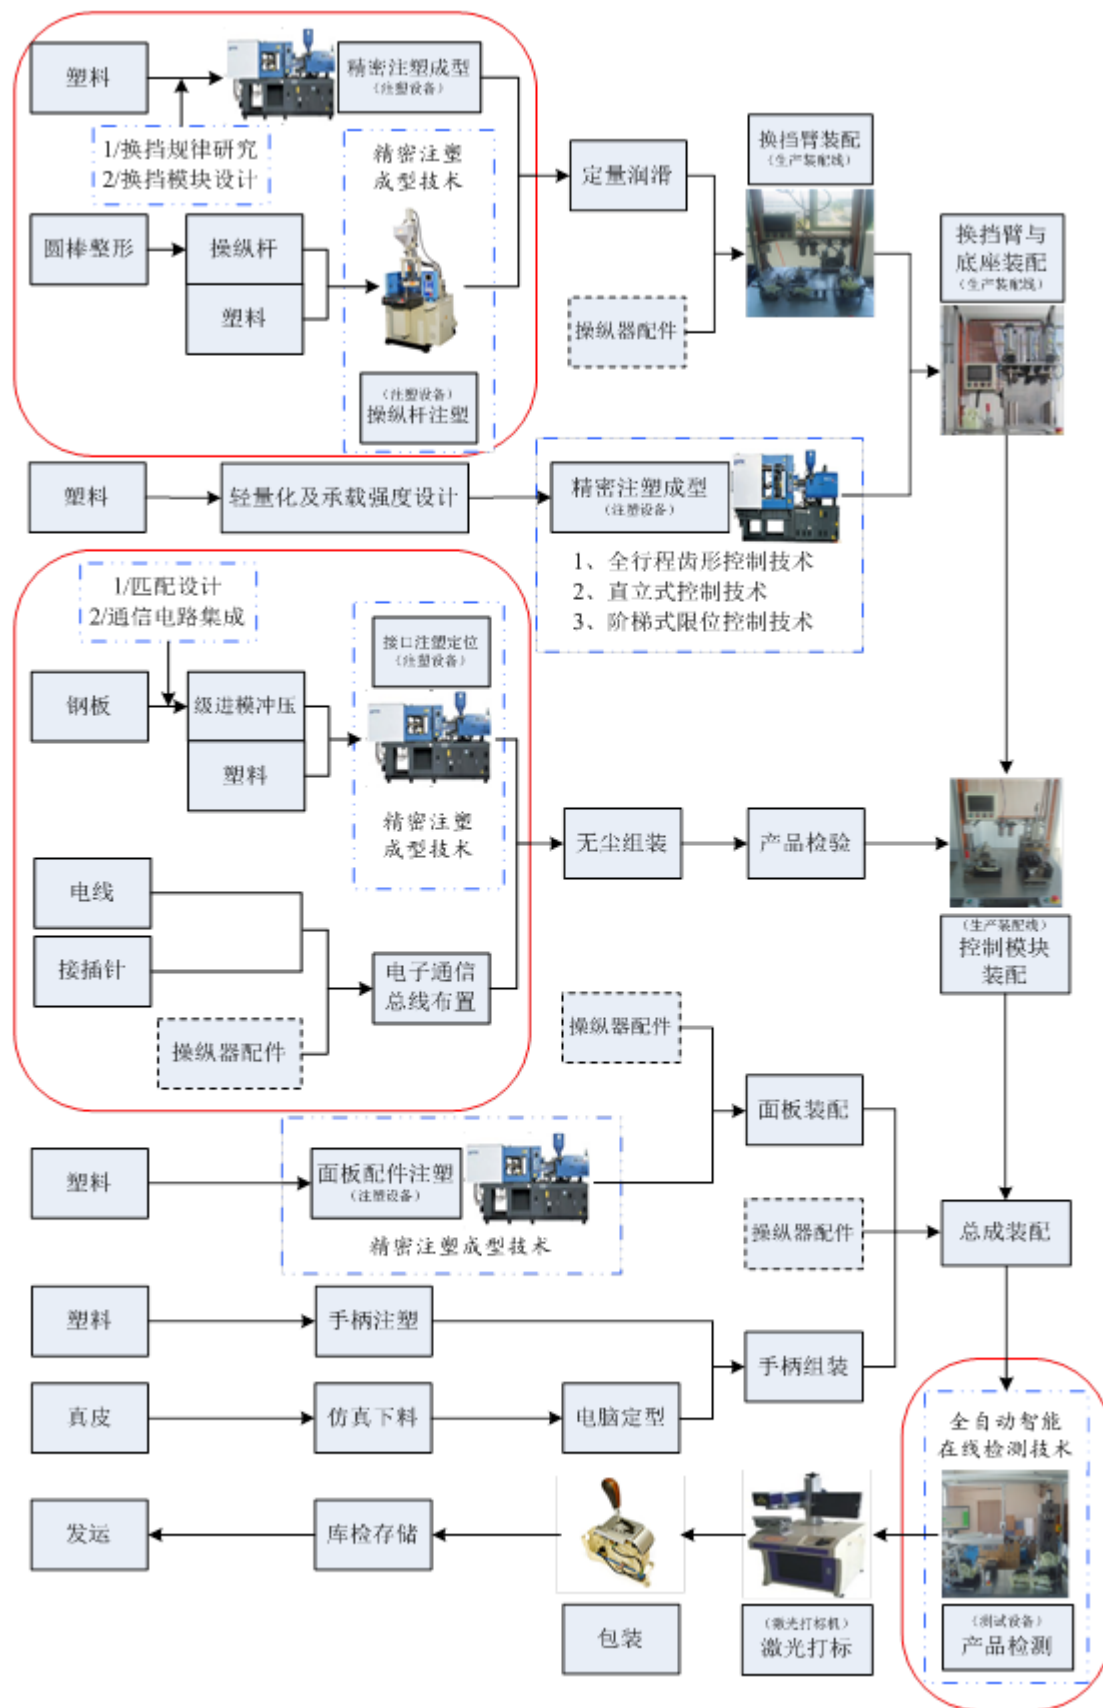 塑料
精密注塑成型
(注塑设备)
1/换挡规律研究
2/换挡模块设计
精密注塑
成型技术
圆棒整形
操纵杆
塑料
(注塑设备)
操纵杆注塑
定量润滑
操纵器配件
换挡臂装配
(生产装配线)
换挡臂与
底座装配
(生产装配线)
塑料
轻量化及承载强度设计
精密注塑成型
(注塑设备)
1、全行程齿形控制技术
2、直立式控制技术
3、阶梯式限位控制技术
1/匹配设计
2/通信电路集成
接口注塑定位
(注塑设备)
钢板
级进模冲压
塑料
精密注塑
成型技术
无尘组装
产品检验
电线
接插针
电子通信
总线布置
操纵器配件
(生产装配线)
控制模块
装配
操纵器配件
面板装配
塑料
面板配件注塑
(注塑设备)
精密注塑成型技术
操纵器配件
总成装配
塑料
手柄注塑
手柄组装
真皮
仿真下料
电脑定型
全自动智能
在线检测技术
发运
库检存储
包装
(激光打标机)
激光打标
(测试设备)
产品检测